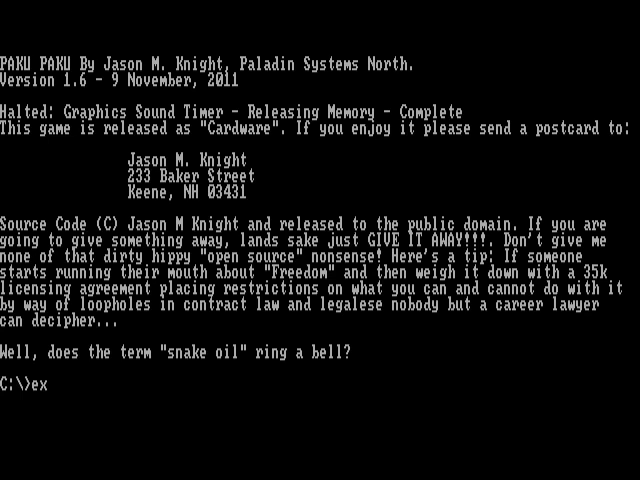 PAKU PAKU By Jason M. Knight, Paladin Systems North.
Version 1.6 - 9 November, 2011
Halted: Graphics Sound Timer - Releasing Memory - Complete
This game is released as "Cardware". If you enjoy it please send a postcard to:
Jason M. Knight
233 Baker Street
Keene, NH 03431
Source Code (C) Jason M Knight and released to the public domain. If you are
going to give something away, lands sake just GIVE IT AWAY!!!. Don't give me
none of that dirty hippy "open source" nonsense! Here's a tip: If someone
starts running their mouth about "Freedom" and then weigh it down with a 35k
licensing agreement placing restrictions on what you can and cannot do with it
by way of loopholes in contract law and legalese nobody but a career lawyer
can decipher...
Well, does the term "snake oil" ring a bell?
C:\>ex